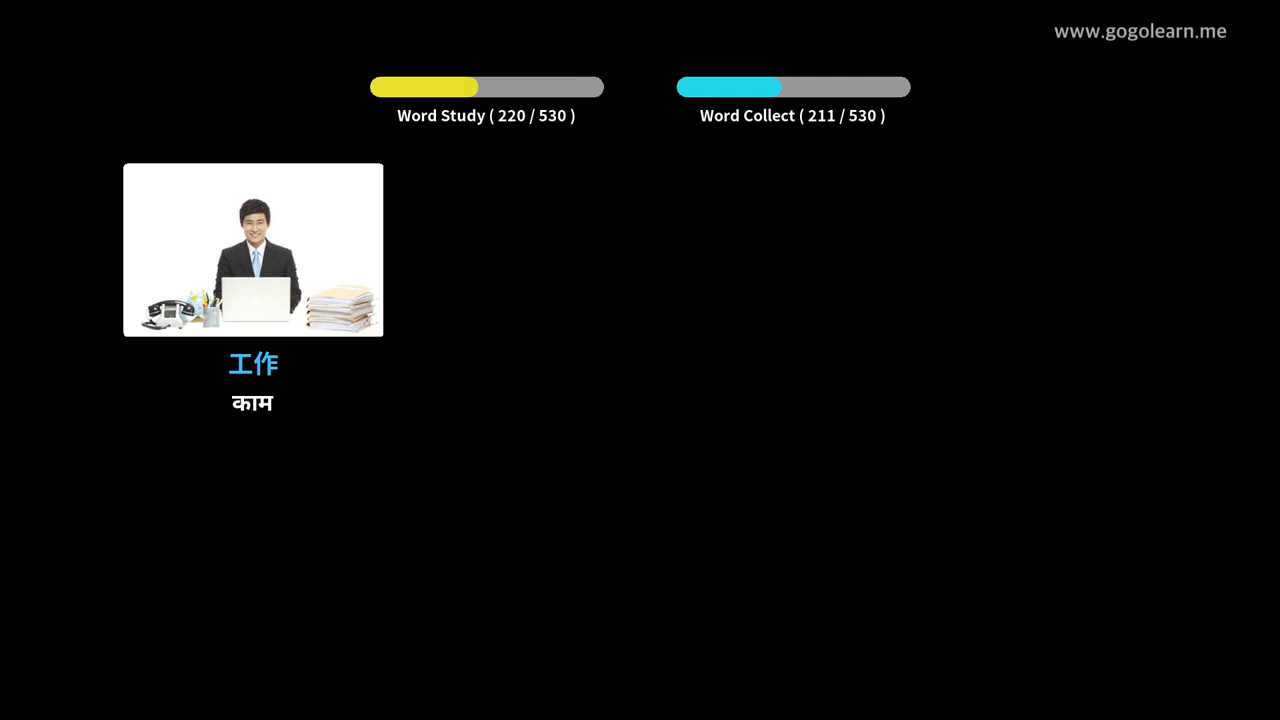 www.gogolearn.me
Word Study ( 220 / 530 )
Word Collect ( 211 / 530 )
工作
काम